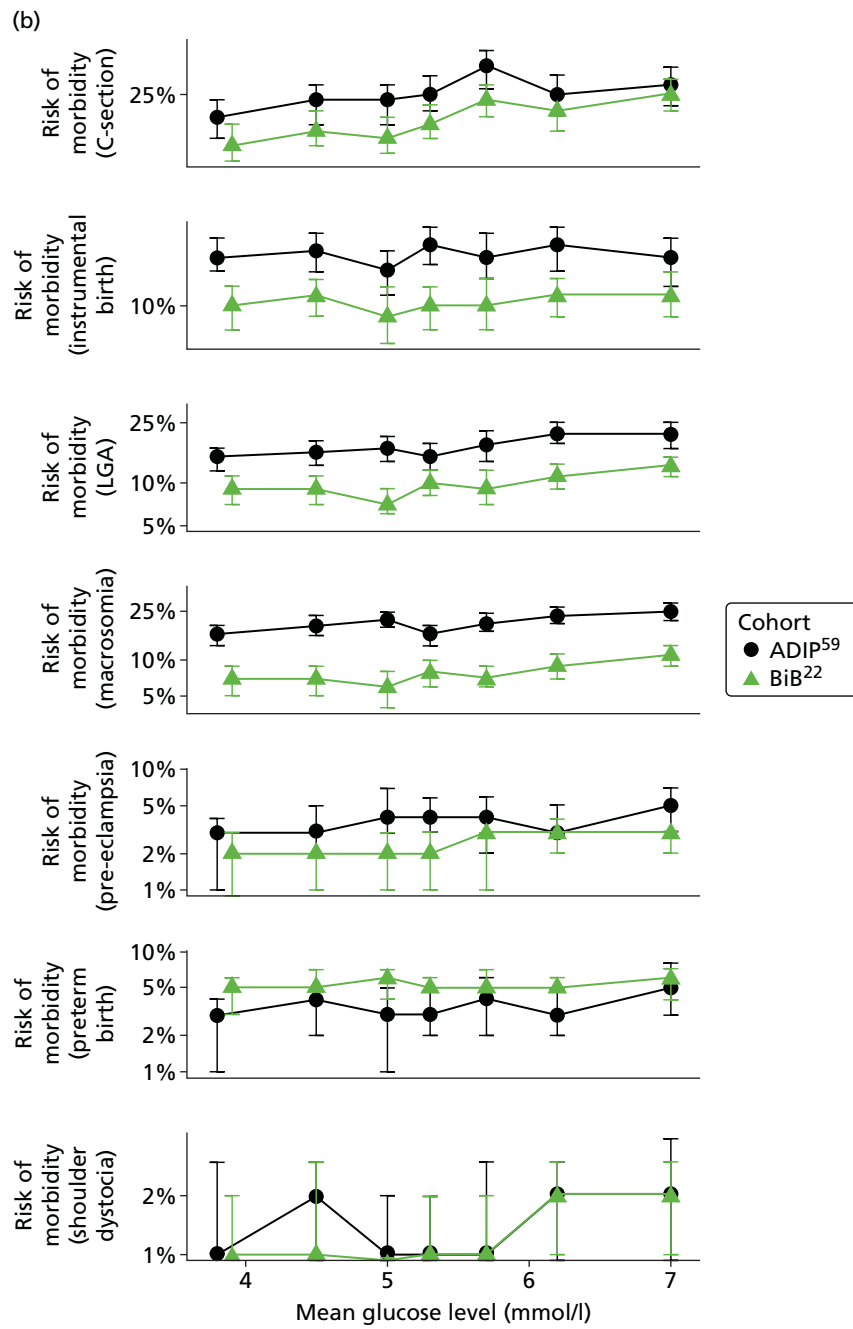 (b)
Risk of
morbidity
(C-section)
25%
Risk of
morbidity
(instrumental
birth)
10%
Risk of
morbidity
(LGA)
25%
10%
5%
Risk of
morbidity
(macrosomia)
25%
10%
5%
Cohort
ADIP59
BiB22
Risk of
morbidity
(pre-eclampsia)
10%
5%
2%
1%
Risk of
morbidity
(preterm
birth)
10%
5%
2%
1%
Risk of
morbidity
(shoulder
dystocia)
2%
1%
4 5 6 7
Mean glucose level (mmol/l)